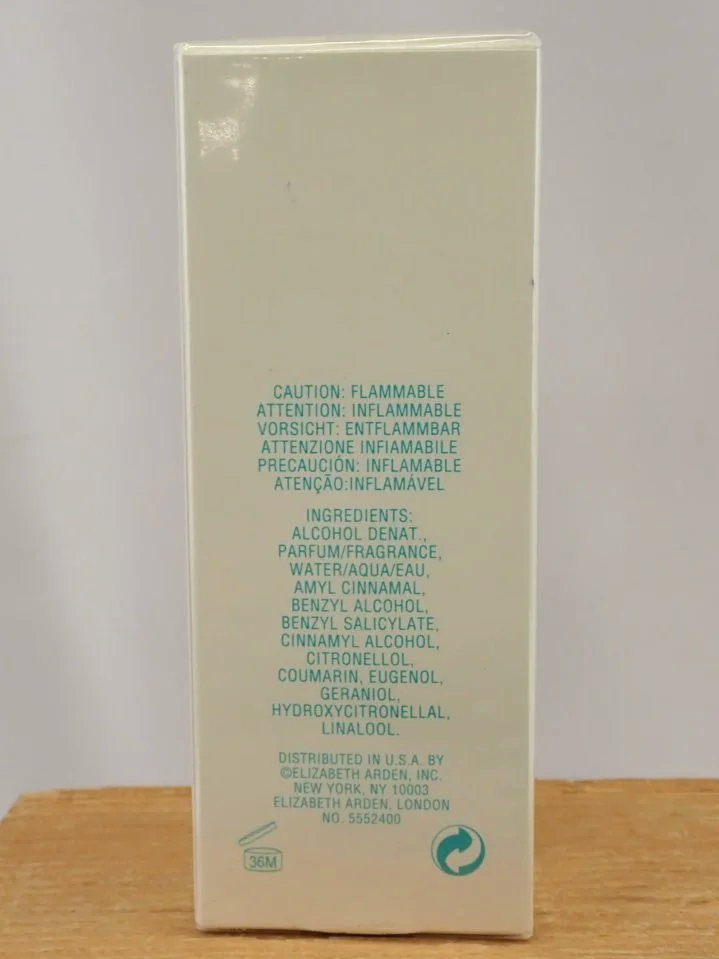 CAUTION: FLAMMABLE
ATTENTION: INFLAMMABLE
VORSICHT: ENTFLAMMBAR
ATTENZIONE INFIAMABILE
PRECAUCIÓN: INFLAMABLE
ATENÇÃO:INFLAMÁVEL
INGREDIENTS:
ALCOHOL DENAT.,
PARFUM/FRAGRANCE,
WATER/AQUA/EAU,
AMYL CINNAMAL,
BENZYL ALCOHOL,
BENZYL SALICYLATE,
CINNAMYL ALCOHOL,
CITRONELLOL,
COUMARIN, EUGENOL,
GERANIOL,
HYDROXYCITRONELLAL,
LINALOOL.
DISTRIBUTED IN U.S.A. BY
©ELIZABETH ARDEN, INC.
NEW YORK, NY 10003
ELIZABETH ARDEN, LONDON
NO. 5552400
36M